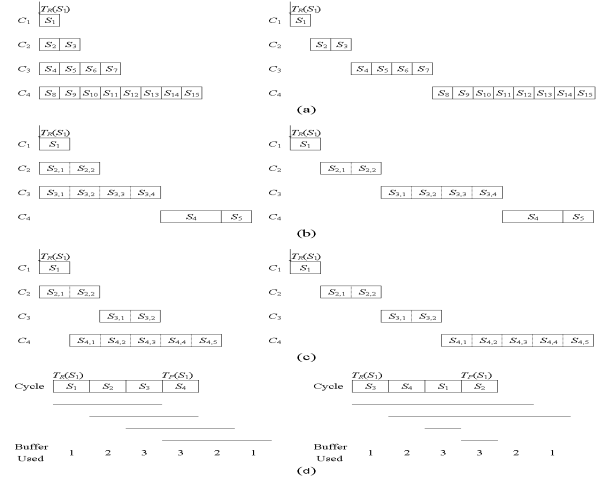 T_R(S_1) T_R(S_1)
C_1 S_1 C_1 S_1
C_2 S_2 S_3 C_2 S_2 S_3
C_3 S_4 S_5 S_6 S_7 C_3 S_4 S_5 S_6 S_7
C_4 S_8 S_9 S_10 S_11 S_12 S_13 S_14 S_15 C_4 S_8 S_9 S_10 S_11 S_12 S_13 S_14 S_15
(a)
T_R(S_1) T_R(S_1)
C_1 S_1 C_1 S_1
C_2 S_2,1 S_2,2 C_2 S_2,1 S_2,2
C_3 S_3,1 S_3,2 S_3,3 S_3,4 C_3 S_3,1 S_3,2 S_3,3 S_3,4
C_4 S_4 S_5 C_4 S_4 S_5
(b)
T_R(S_1) T_R(S_1)
C_1 S_1 C_1 S_1
C_2 S_2,1 S_2,2 C_2 S_2,1 S_2,2
C_3 S_3,1 S_3,2 C_3 S_3,1 S_3,2
C_4 S_4,1 S_4,2 S_4,3 S_4,4 S_4,5 C_4 S_4,1 S_4,2 S_4,3 S_4,4 S_4,5
(c)
T_R(S_1) T_P(S_1) T_R(S_1) T_P(S_1)
Cycle S_1 S_2 S_3 S_4 Cycle S_3 S_4 S_1 S_2
Buffer Used 1 2 3 3 2 1 Buffer Used 1 2 3 3 2 1
(d)